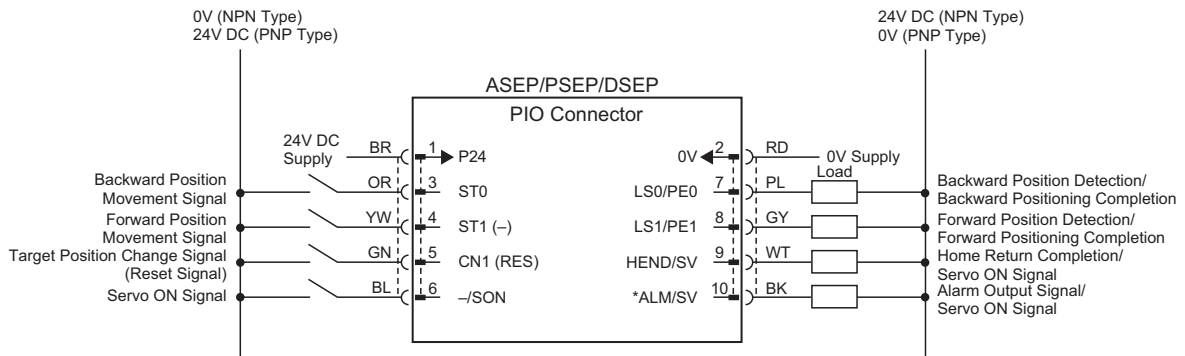 0V (NPN Type)
24V DC (PNP Type)
24V DC (NPN Type)
0V (PNP Type)
ASEP/PSEP/DSEP
PIO Connector
24V DC
Supply
BR
1
P24
0V
2
RD
0V Supply
Load
Backward Position
Movement Signal
OR
3
ST0
LS0/PE0
7
PL
Backward Position Detection/
Backward Positioning Completion
Forward Position
Movement Signal
YW
4
ST1 (–)
LS1/PE1
8
GY
Forward Position Detection/
Forward Positioning Completion
Target Position Change Signal
(Reset Signal)
GN
5
CN1 (RES)
HEND/SV
9
WT
Home Return Completion/
Servo ON Signal
Servo ON Signal
BL
6
–/SON
*ALM/SV
10
BK
Alarm Output Signal/
Servo ON Signal